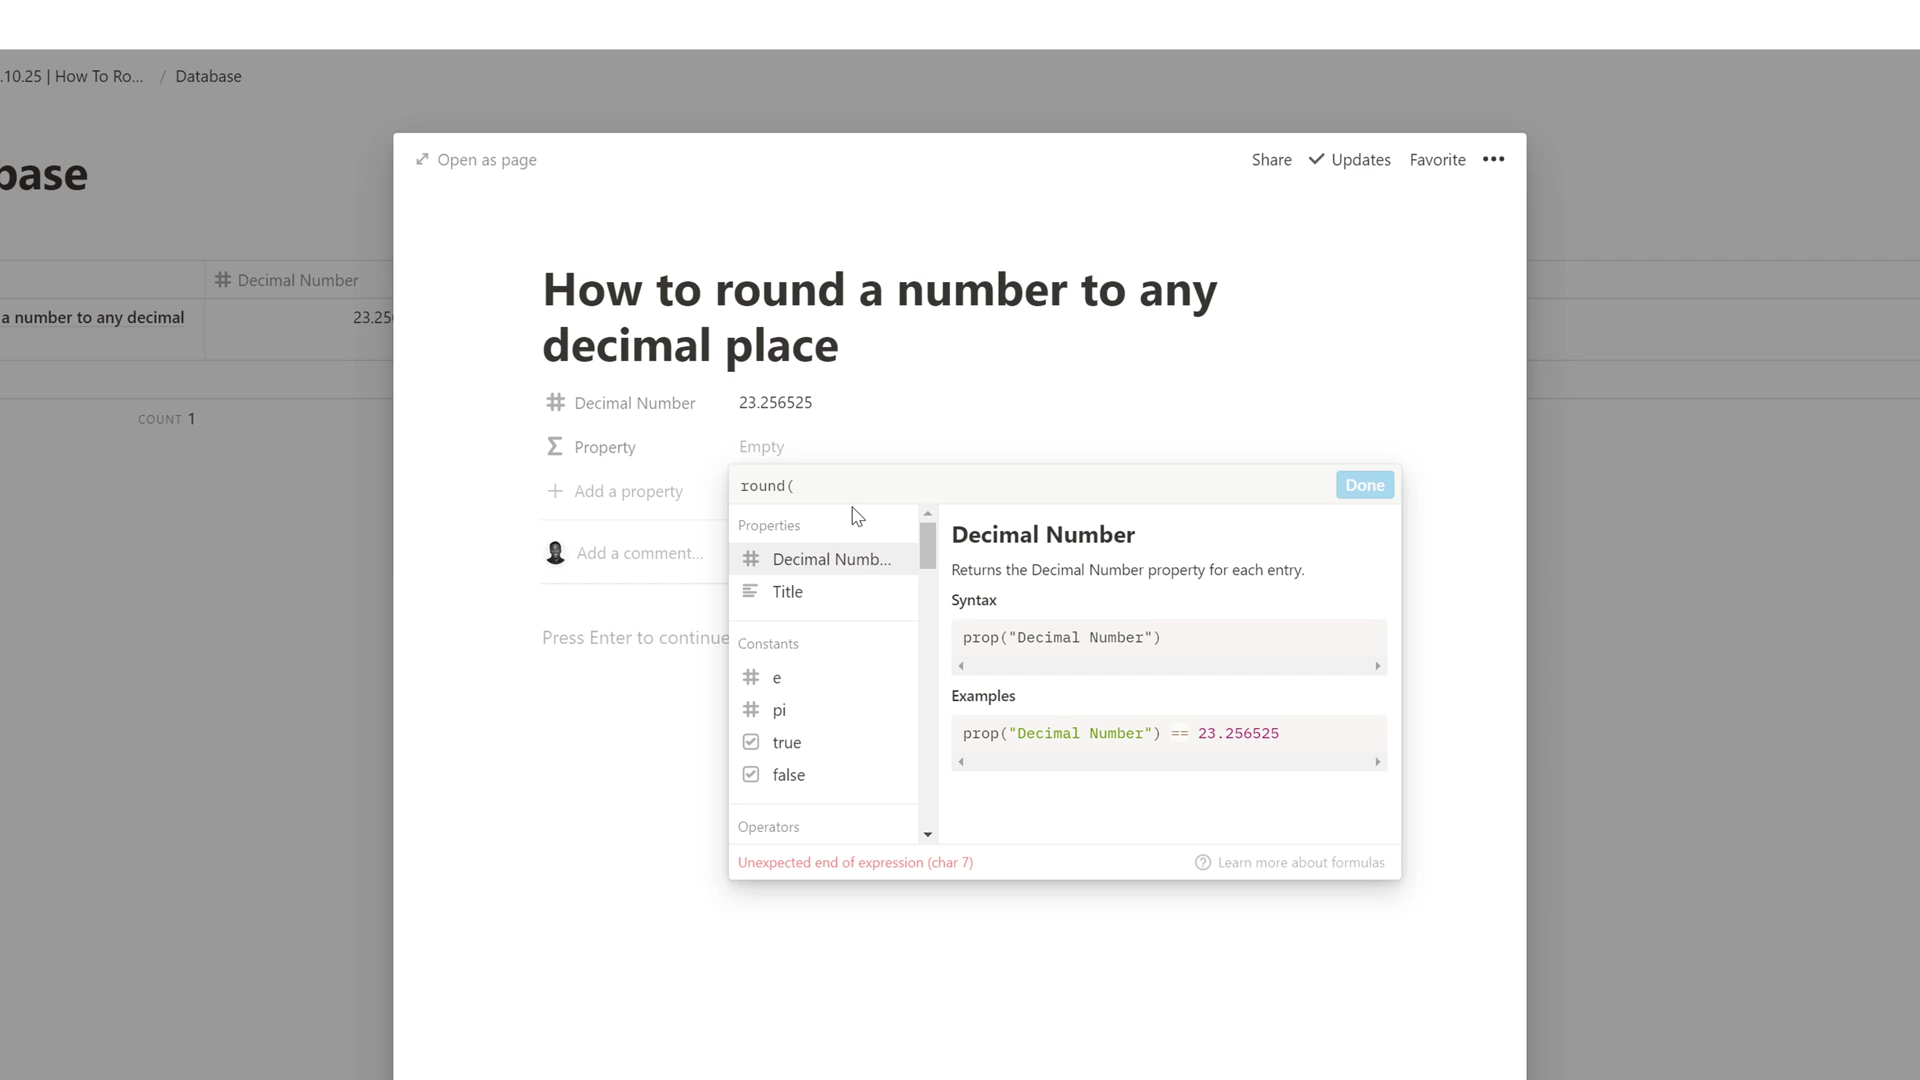 .10.25 | How To Ro... / Database
base
Decimal Number
a number to any decimal
23.25
COUNT 1
Open as page
Share Updates Favorite •••
How to round a number to any
decimal place
Decimal Number 23.256525
Property Empty
Add a property
Add a comment...
Press Enter to continue
round(
Done
Properties
Decimal Numb...
Title
Constants
e
pi
true
false
Operators
Decimal Number
Returns the Decimal Number property for each entry.
Syntax
prop("Decimal Number")
Examples
prop("Decimal Number") == 23.256525
Unexpected end of expression (char 7)
Learn more about formulas